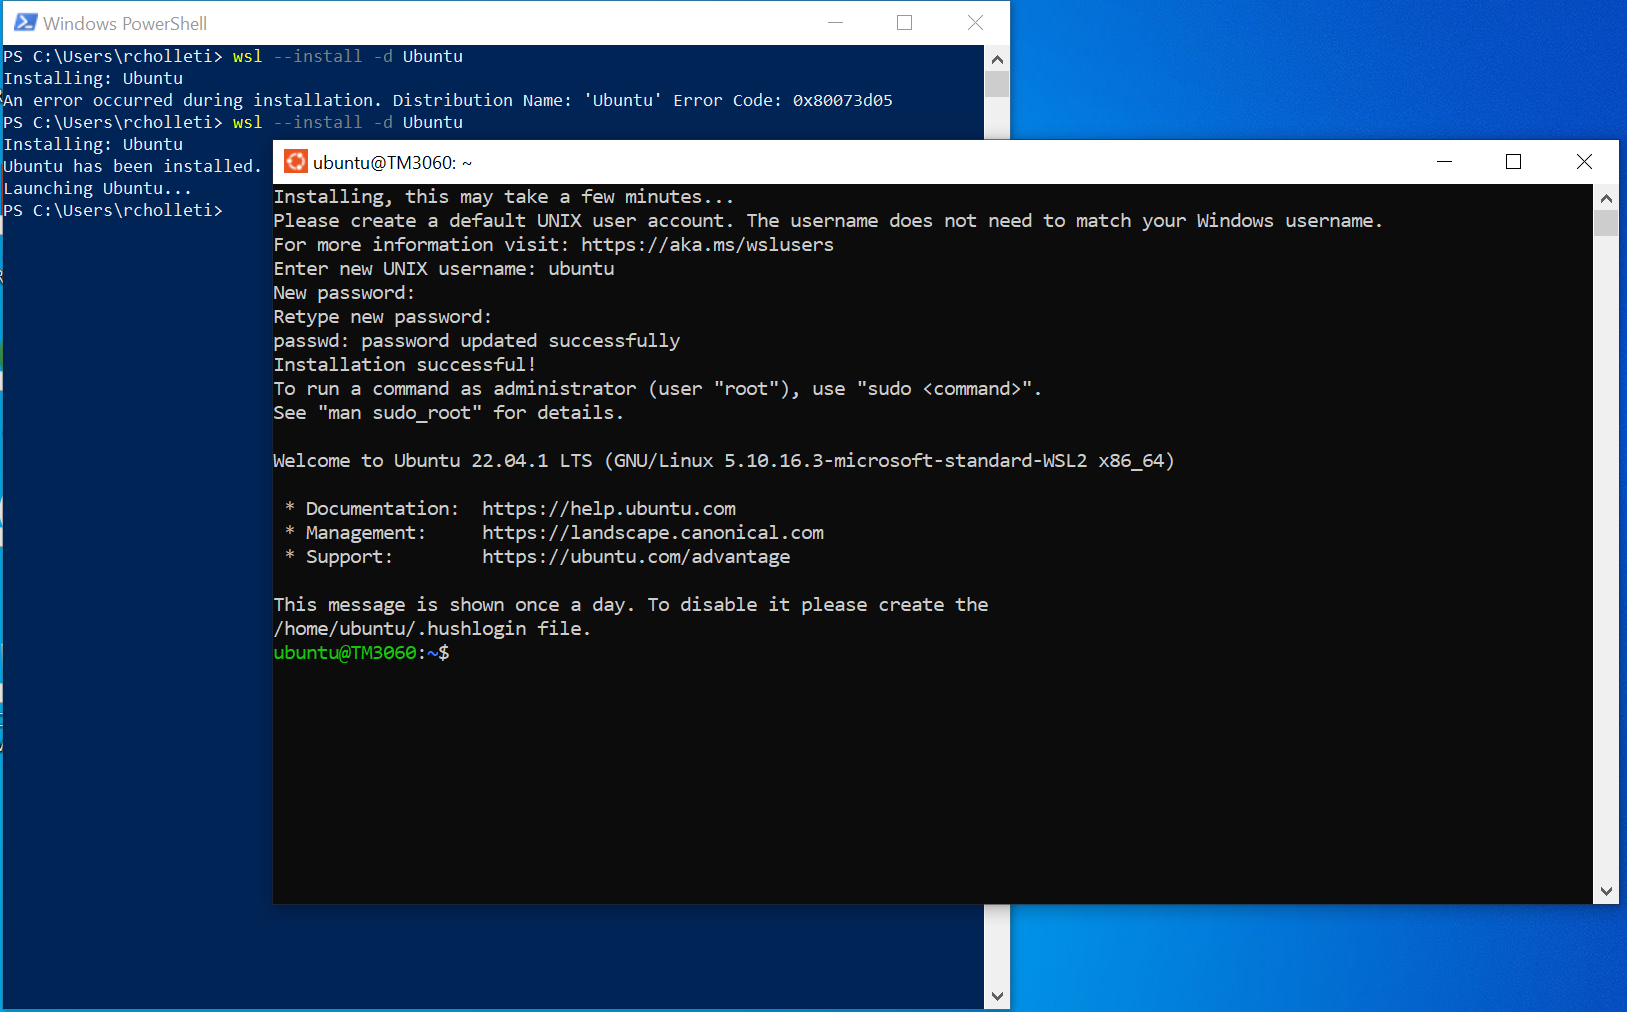 Windows PowerShell
PS C:\Users\rcholleti> wsl --install -d Ubuntu
Installing: Ubuntu
An error occurred during installation. Distribution Name: 'Ubuntu' Error Code: 0x80073d05
PS C:\Users\rcholleti> wsl --install -d Ubuntu
Installing: Ubuntu
Ubuntu has been installed.
Launching Ubuntu...
PS C:\Users\rcholleti>
ubuntu@TM3060: ~
Installing, this may take a few minutes...
Please create a default UNIX user account. The username does not need to match your Windows username.
For more information visit: https://aka.ms/wslusers
Enter new UNIX username: ubuntu
New password:
Retype new password:
passwd: password updated successfully
Installation successful!
To run a command as administrator (user "root"), use "sudo <command>".
See "man sudo_root" for details.
Welcome to Ubuntu 22.04.1 LTS (GNU/Linux 5.10.16.3-microsoft-standard-WSL2 x86_64)
* Documentation:  https://help.ubuntu.com
* Management:     https://landscape.canonical.com
* Support:        https://ubuntu.com/advantage
This message is shown once a day. To disable it please create the
/home/ubuntu/.hushlogin file.
ubuntu@TM3060:~$